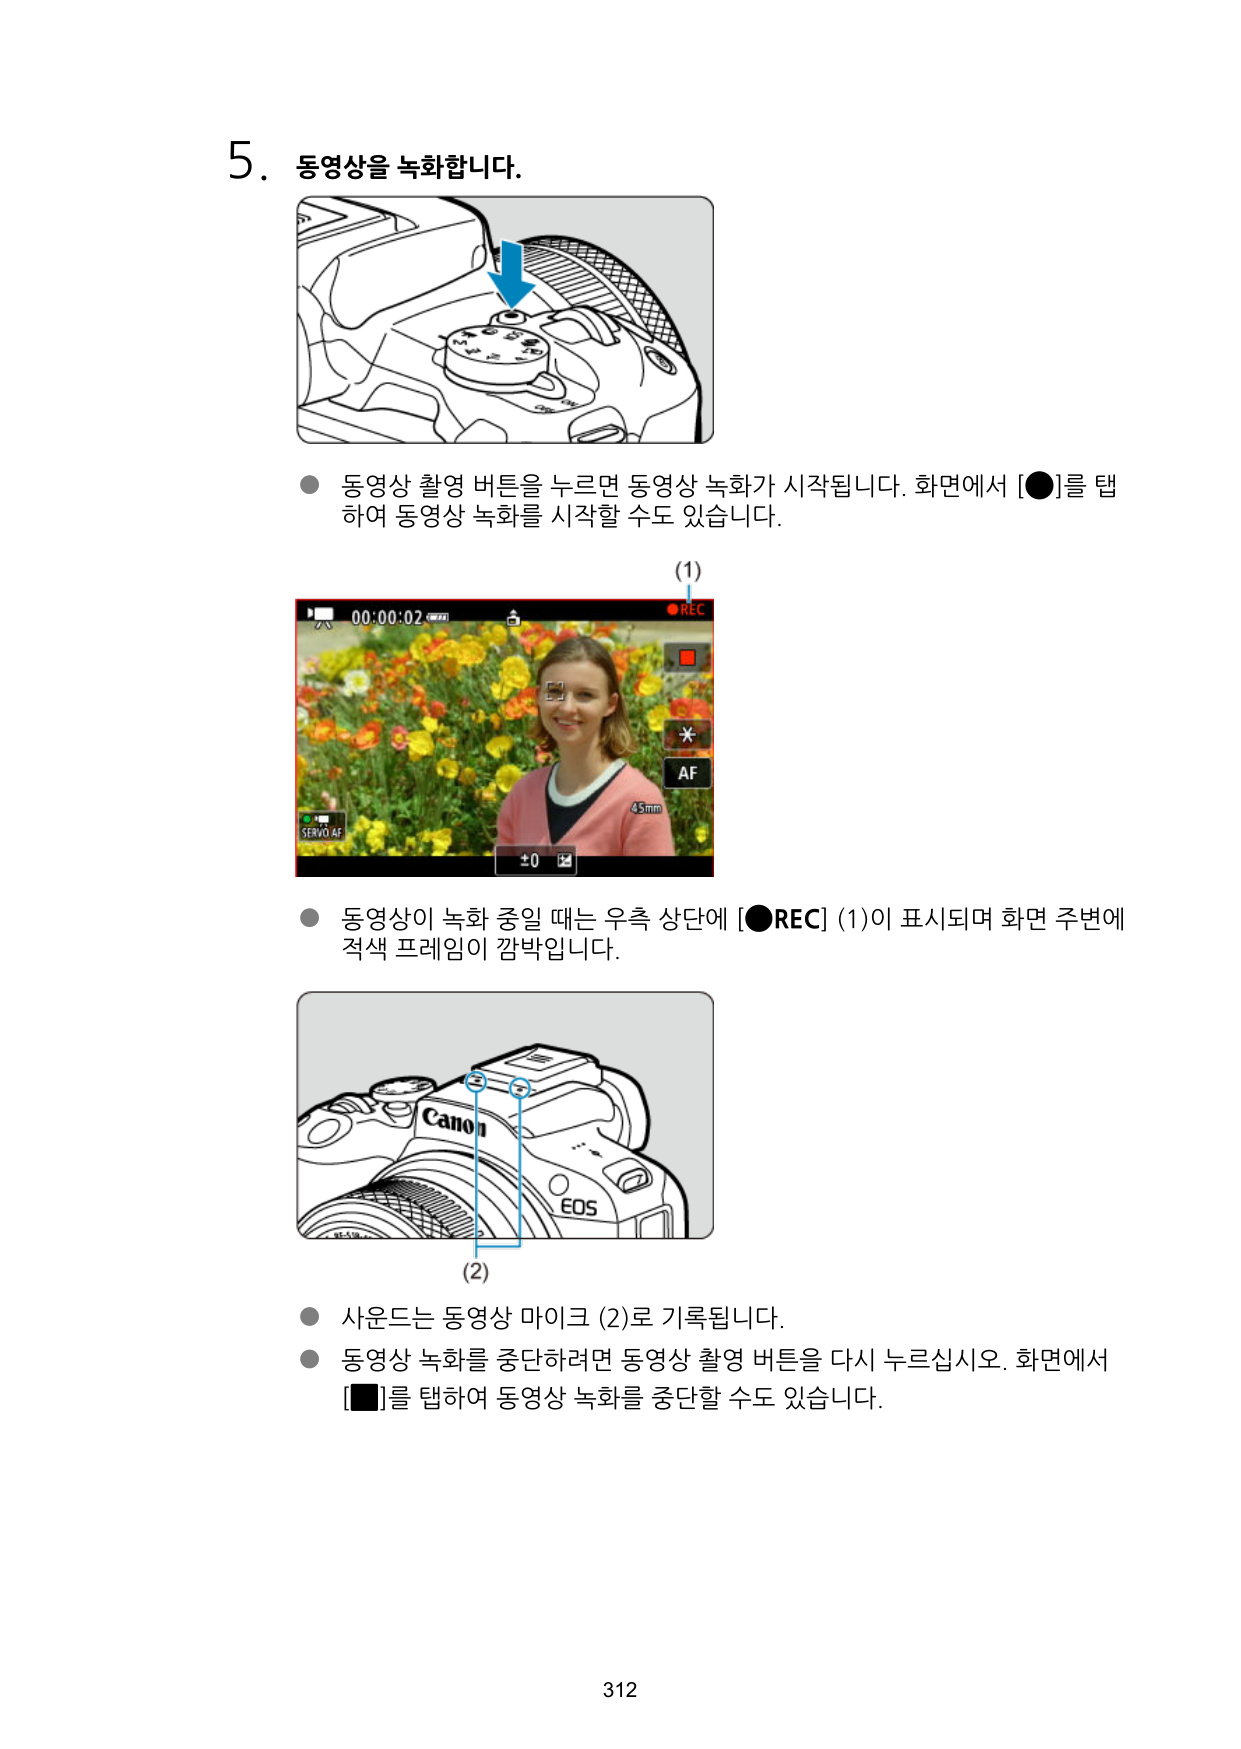 5. 동영상을 녹화합니다.
● 동영상 촬영 버튼을 누르면 동영상 녹화가 시작됩니다. 화면에서 [●]를 탭
하여 동영상 녹화를 시작할 수도 있습니다.
(1)
00:00:02
●REC
AF
45mm
SERVO AF
±0
● 동영상이 녹화 중일 때는 우측 상단에 [●REC] (1)이 표시되며 화면 주변에
적색 프레임이 깜박입니다.
Canon
EOS
(2)
● 사운드는 동영상 마이크 (2)로 기록됩니다.
● 동영상 녹화를 중단하려면 동영상 촬영 버튼을 다시 누르십시오. 화면에서
[■]를 탭하여 동영상 녹화를 중단할 수도 있습니다.
312